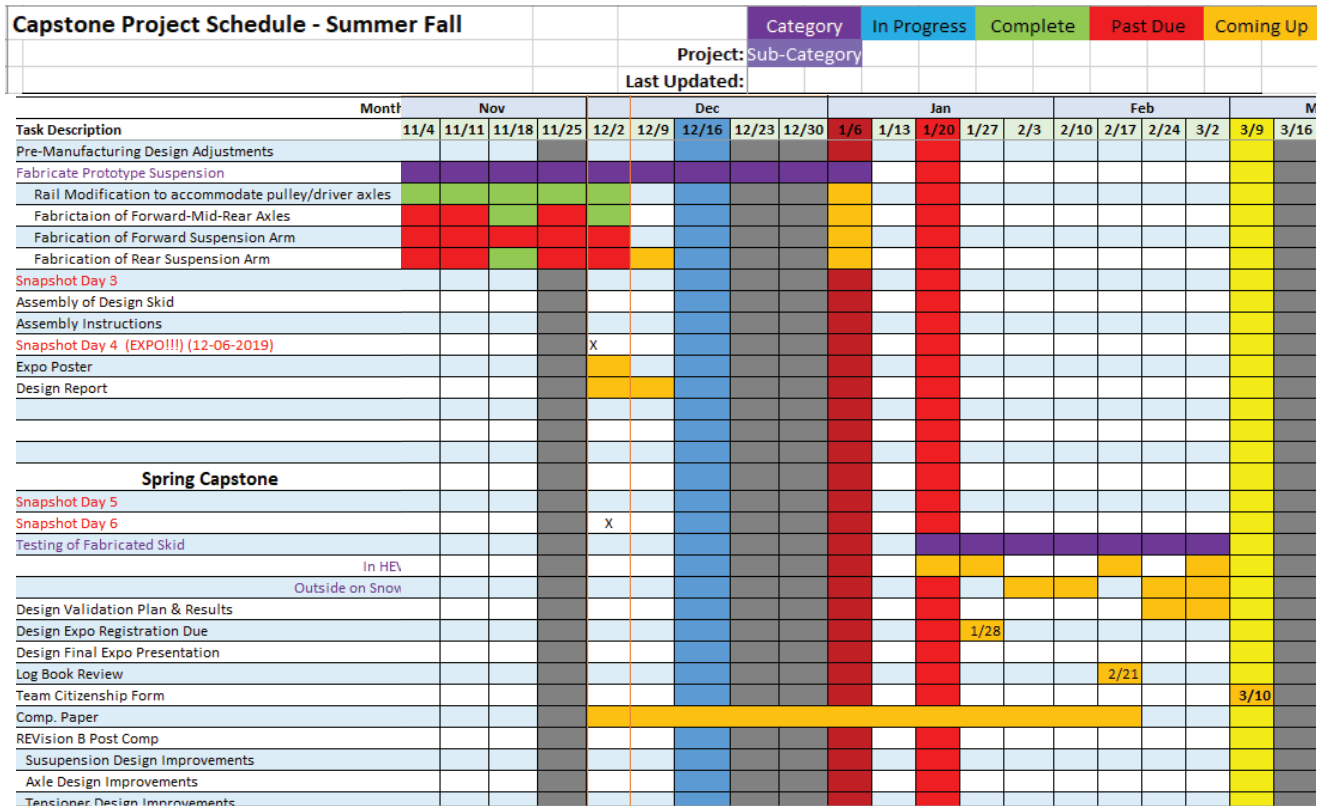 Capstone Project Schedule - Summer Fall Category In Progress Complete Past Due Coming Up
Project: Sub-Category
Last Updated:
Month Nov Dec Jan Feb M
Task Description 11/4 11/11 11/18 11/25 12/2 12/9 12/16 12/23 12/30 1/6 1/13 1/20 1/27 2/3 2/10 2/17 2/24 3/2 3/9 3/16
Pre-Manufacturing Design Adjustments
Fabricate Prototype Suspension
Rail Modification to accommodate pulley/driver axles
Fabrictaion of Forward-Mid-Rear Axles
Fabrication of Forward Suspension Arm
Fabrication of Rear Suspension Arm
Snapshot Day 3
Assembly of Design Skid
Assembly Instructions
Snapshot Day 4 (EXPO!!!) (12-06-2019) X
Expo Poster
Design Report
Spring Capstone
Snapshot Day 5
Snapshot Day 6 X
Testing of Fabricated Skid
In HEV
Outside on Snow
Design Validation Plan & Results
Design Expo Registration Due 1/28
Design Final Expo Presentation
Log Book Review 2/21
Team Citizenship Form 3/10
Comp. Paper
REVision B Post Comp
Susupension Design Improvements
Axle Design Improvements
Tensioner Design Improvements